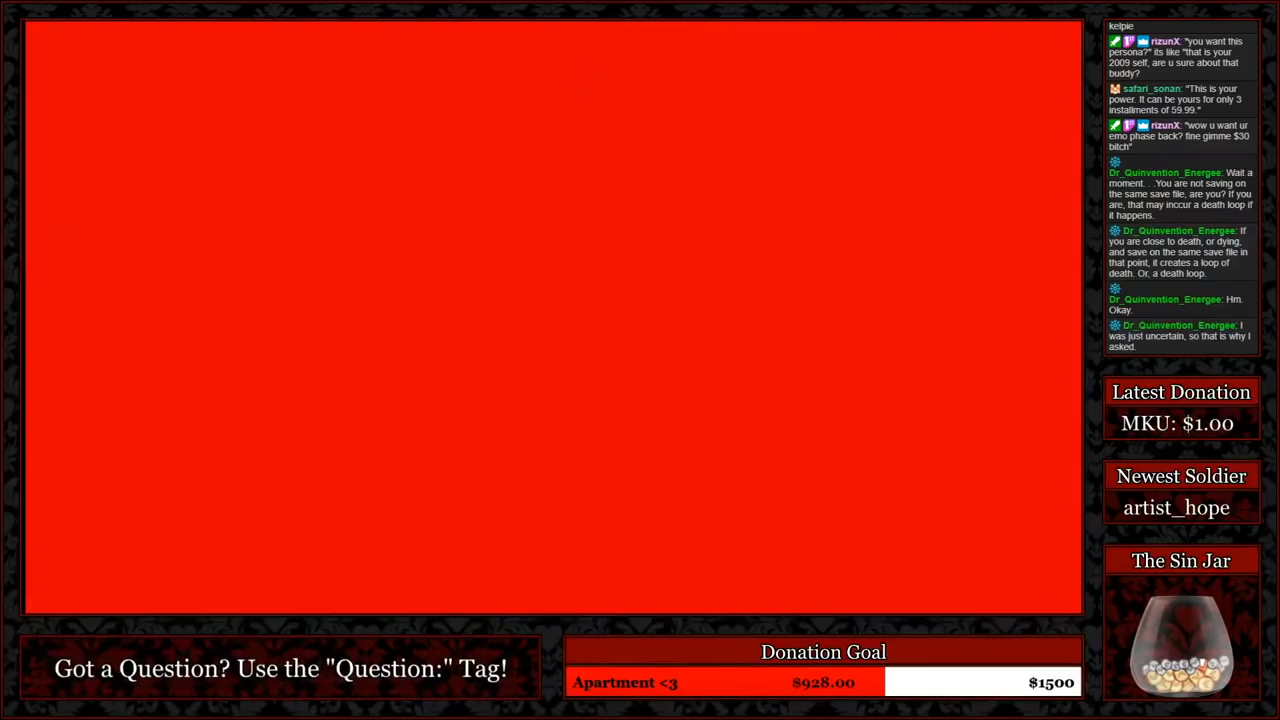 kelpie
rizunX: "you want this
persona?" its like "that is your
2009 self, are u sure about that
buddy?
safari_sonan: "This is your
power. It can be yours for only 3
installments of 59.99."
rizunX: "wow u want ur
emo phase back? fine gimme $30
bitch"
Dr_Quinvention_Energee: Wait a
moment. . .You are not saving on
the same save file, are you? If you
are, that may inccur a death loop if
it happens.
Dr_Quinvention_Energee: If
you are close to death, or dying,
and save on the same save file in
that point, it creates a loop of
death. Or, a death loop.
Dr_Quinvention_Energee: Hm.
Okay.
Dr_Quinvention_Energee: I
was just uncertain, so that is why I
asked.
Latest Donation
MKU: $1.00
Newest Soldier
artist_hope
The Sin Jar
Got a Question? Use the "Question:" Tag!
Donation Goal
Apartment <3 $928.00 $1500